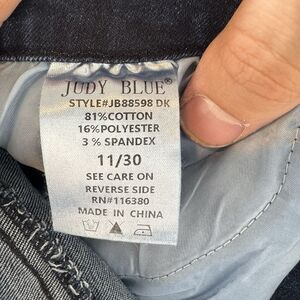 JUDY BLUE®
STYLE#JB88598 DK
81%COTTON
16%POLYESTER
3 % SPANDEX
11/30
SEE CARE ON
REVERSE SIDE
RN#116380
MADE IN CHINA